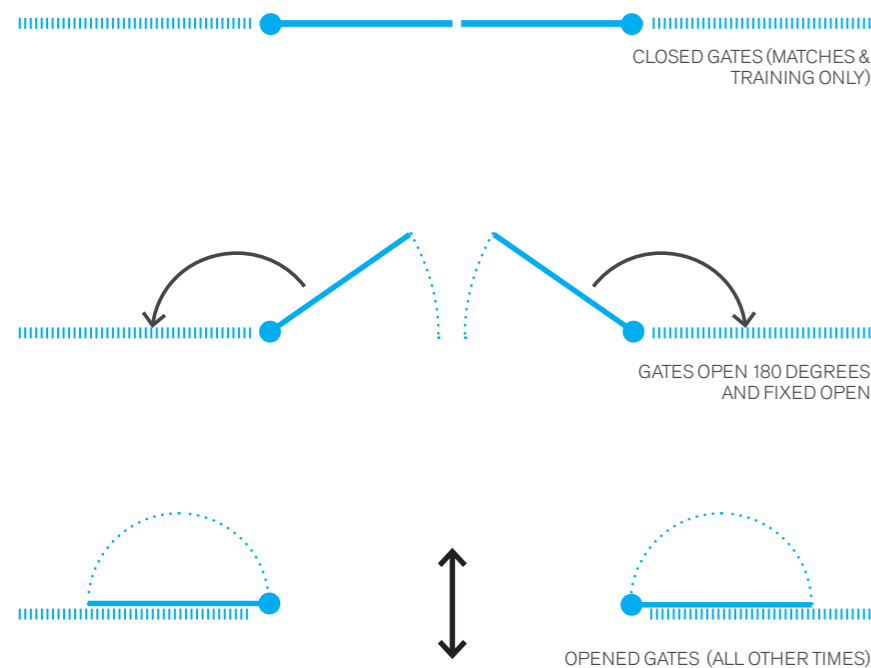 CLOSED GATES (MATCHES &
TRAINING ONLY)
GATES OPEN 180 DEGREES
AND FIXED OPEN
OPENED GATES (ALL OTHER TIMES)